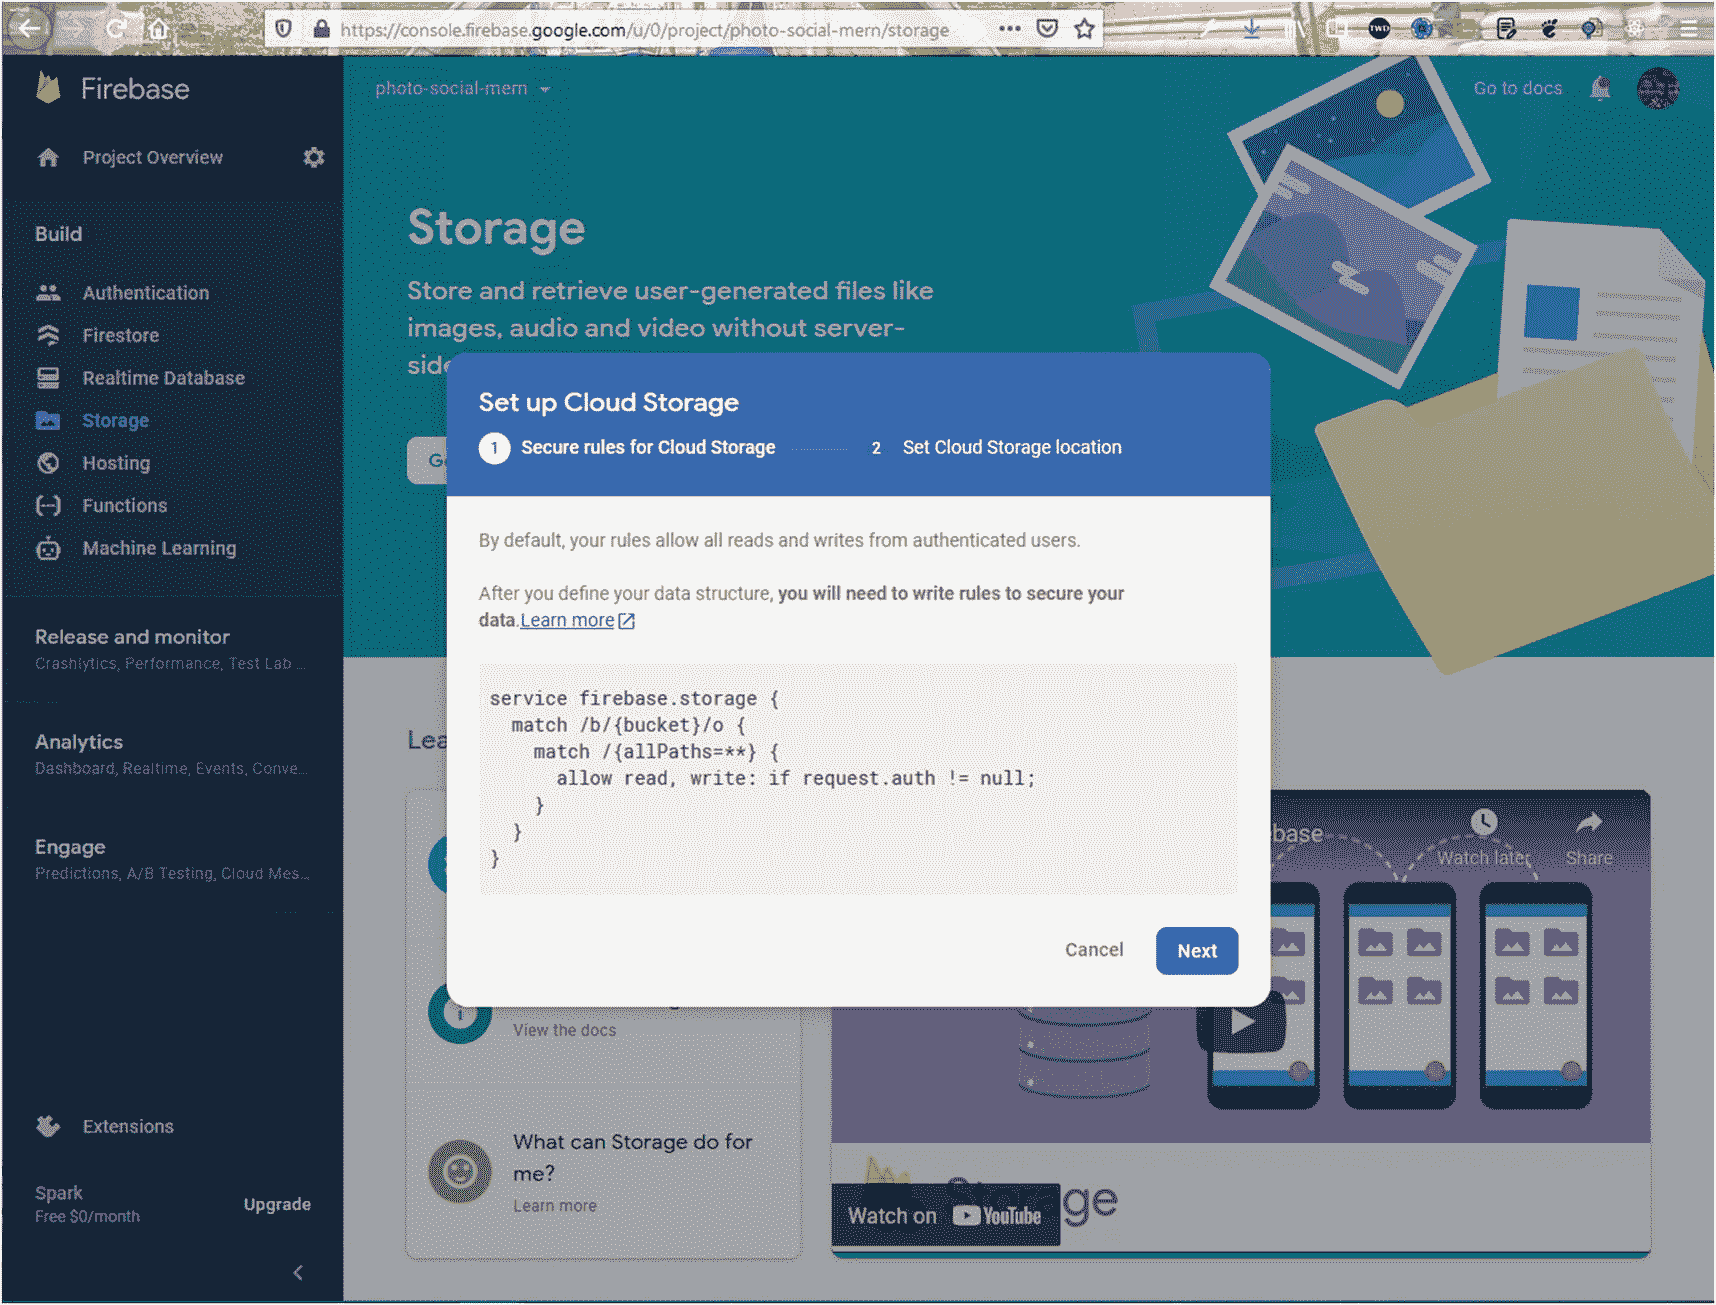 https://console.firebase.google.com/u/0/project/photo-social-mern/storage
Firebase
photo-social-mern
Go to docs
Project Overview
Build
Authentication
Firestore
Realtime Database
Storage
Hosting
Functions
Machine Learning
Release and monitor
Crashlytics, Performance, Test Lab ...
Analytics
Dashboard, Realtime, Events, Conve...
Engage
Predictions, A/B Testing, Cloud Mes...
Extensions
Spark
Free $0/month
Upgrade
Storage
Store and retrieve user-generated files like
images, audio and video without server-
Set up Cloud Storage
1 Secure rules for Cloud Storage
2 Set Cloud Storage location
By default, your rules allow all reads and writes from authenticated users.
After you define your data structure, you will need to write rules to secure your
data. Learn more
service firebase.storage {
match /b/{bucket}/o {
match /{allPaths=**} {
allow read, write: if request.auth != null;
}
}
}
Cancel
Next
Watch later
Share
View the docs
What can Storage do for
me?
Learn more
Watch on YouTube